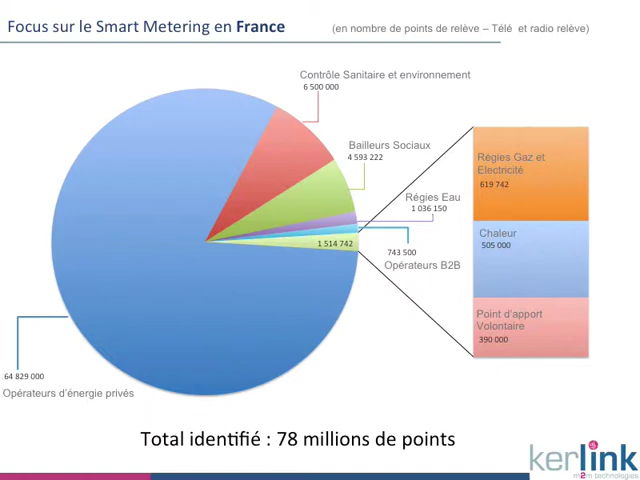 Focus sur le Smart Metering en France
(en nombre de points de relève – Télé et radio relève)
Contrôle Sanitaire et environnement
6 500 000
Bailleurs Sociaux
4 593 222
Régies Eau
1 036 150
1 514 742
743 500
Opérateurs B2B
Régies Gaz et
Electricité
619 742
Chaleur
505 000
Point d'apport
Volontaire
390 000
64 829 000
Opérateurs d'énergie privés
Total identifié : 78 millions de points
kerlink
m2m technologies